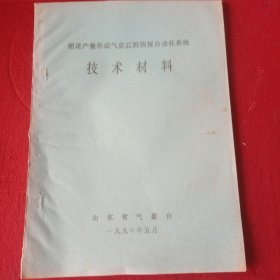 棉花产量形成气象监测预报自动化系统
技术材料
山东省气象台
一九九〇年五月